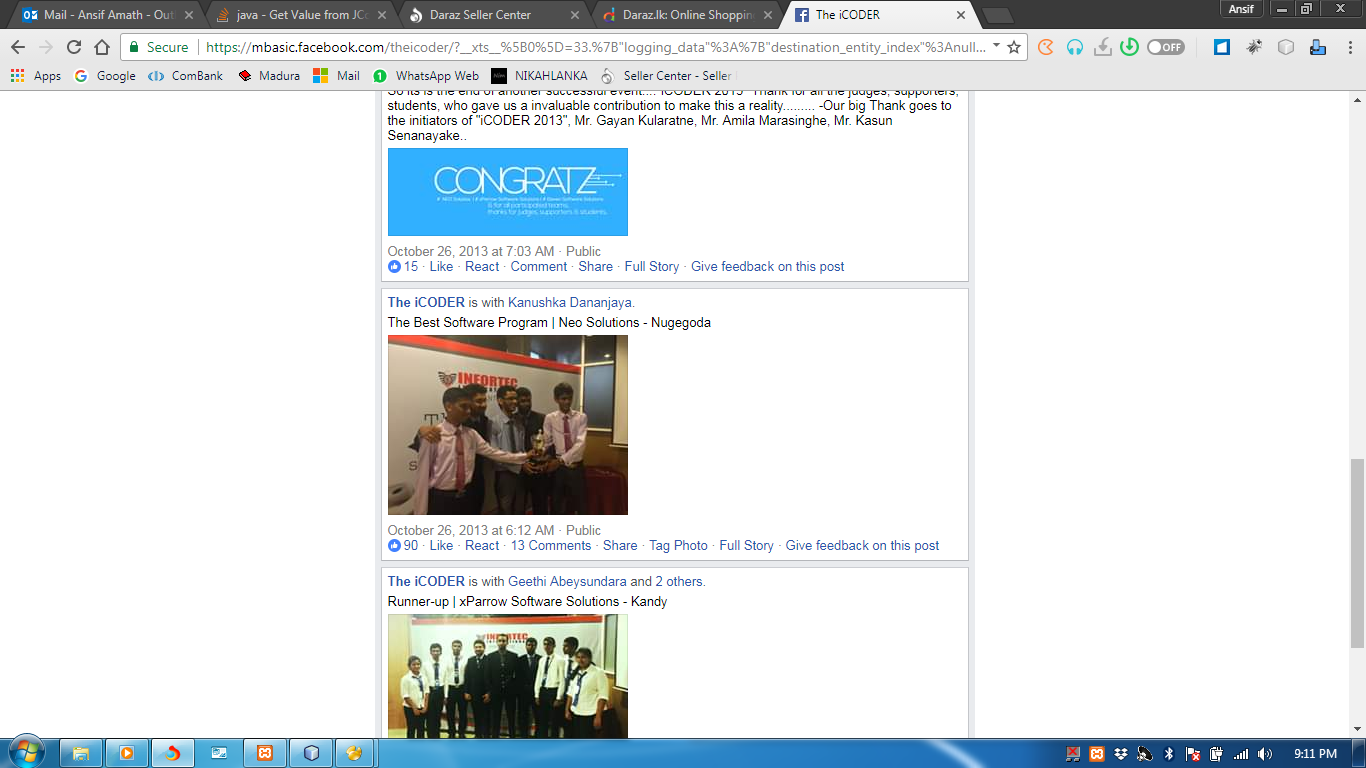 Mail - Ansif Amath - Out
java - Get Value from JCo
Daraz Seller Center
Daraz.lk: Online Shoppin
The iCODER
Ansif
Secure
https://mbasic.facebook.com/theicoder/?__xts__%5B0%5D=33.%7B"logging_data"%3A%7B"destination_entity_index"%3Anull...
OFF
Apps
Google
ComBank
Madura
Mail
WhatsApp Web
NIKAHLANKA
Seller Center - Seller
So its is the end of another successful event.... iCODER 2013 Thank for all the judges, supporters,
students, who gave us a invaluable contribution to make this a reality......... -Our big Thank goes to
the initiators of "iCODER 2013", Mr. Gayan Kularatne, Mr. Amila Marasinghe, Mr. Kasun
Senanayake..
CONGRATZ
& for all participated teams,
thanks for judges, supporters & students.
October 26, 2013 at 7:03 AM · Public
15 · Like · React · Comment · Share · Full Story · Give feedback on this post
The iCODER is with Kanushka Dananjaya.
The Best Software Program | Neo Solutions - Nugegoda
INFORTEC
October 26, 2013 at 6:12 AM · Public
90 · Like · React · 13 Comments · Share · Tag Photo · Full Story · Give feedback on this post
The iCODER is with Geethi Abeysundara and 2 others.
Runner-up | xParrow Software Solutions - Kandy
INFORTEC
9:11 PM